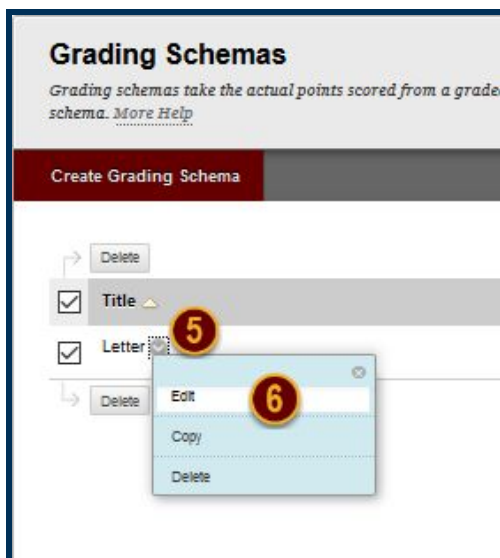 Grading Schemas
Grading schemas take the actual points scored from a graded
schema. More Help
Create Grading Schema
Delete
Title
Letter
5
Delete
Edit
6
Copy
Delete